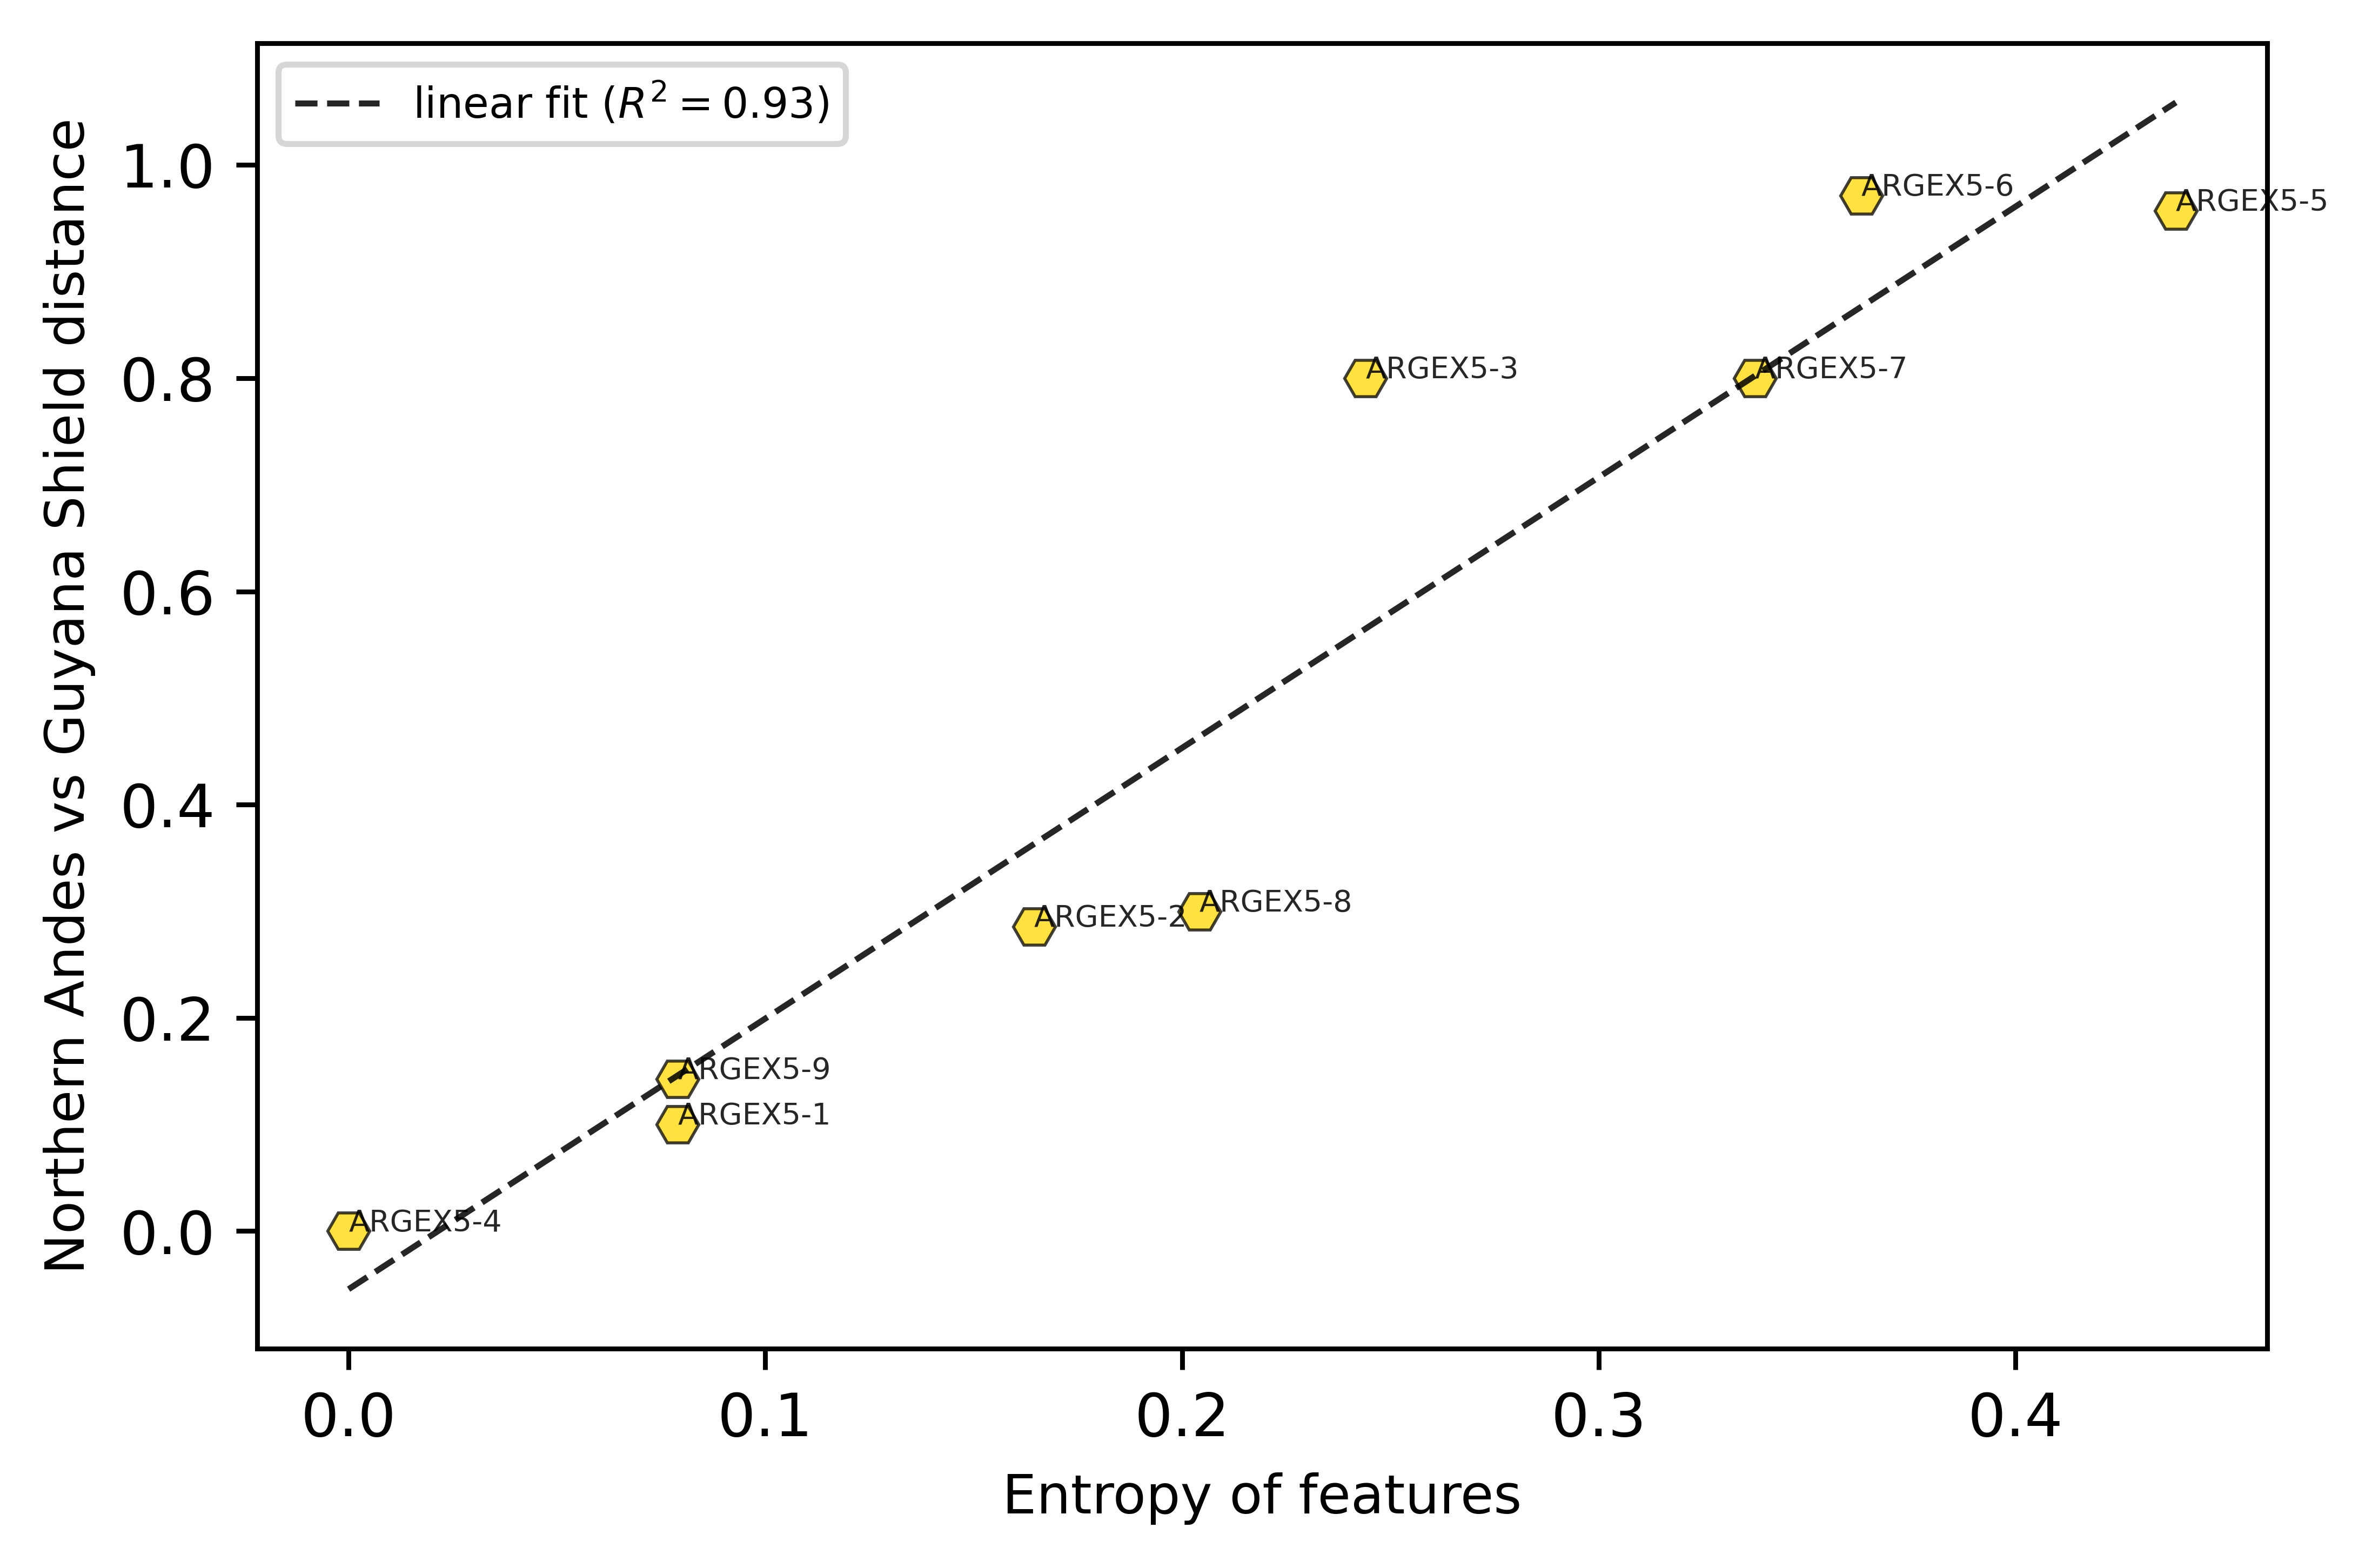 linear fit (R² = 0.93)
Northern Andes vs Guyana Shield distance
1.0
0.8
0.6
0.4
0.2
0.0
ARGEX5-6
ARGEX5-5
ARGEX5-3
ARGEX5-7
ARGEX5-8
ARGEX5-2
ARGEX5-9
ARGEX5-1
ARGEX5-4
0.0
0.1
0.2
0.3
0.4
Entropy of features